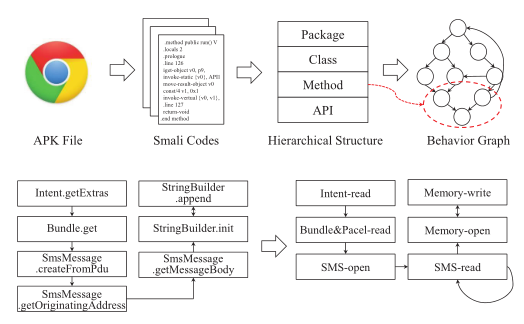 .method public run() V
.locals 2
.prologue
.line 126
iget-object v0, p9,
invoke-static {v0}, API1
move-result-object v0
const/4 v1, 0x1
invoke-virtual {v0, v1},
.line 127
return-void
.end method
Package
Class
Method
API
APK File
Smali Codes
Hierarchical Structure
Behavior Graph
Intent.getExtras
Bundle.get
SmsMessage
.createFromPdu
SmsMessage
.getOriginatingAddress
StringBuilder
.append
StringBuilder.init
SmsMessage
.getMessageBody
Intent-read
Bundle&Pacel-read
SMS-open
Memory-write
Memory-open
SMS-read